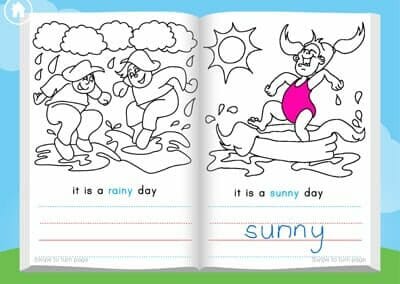 it is a rainy day
Swipe to turn page
it is a sunny day
sunny
Swipe to turn page